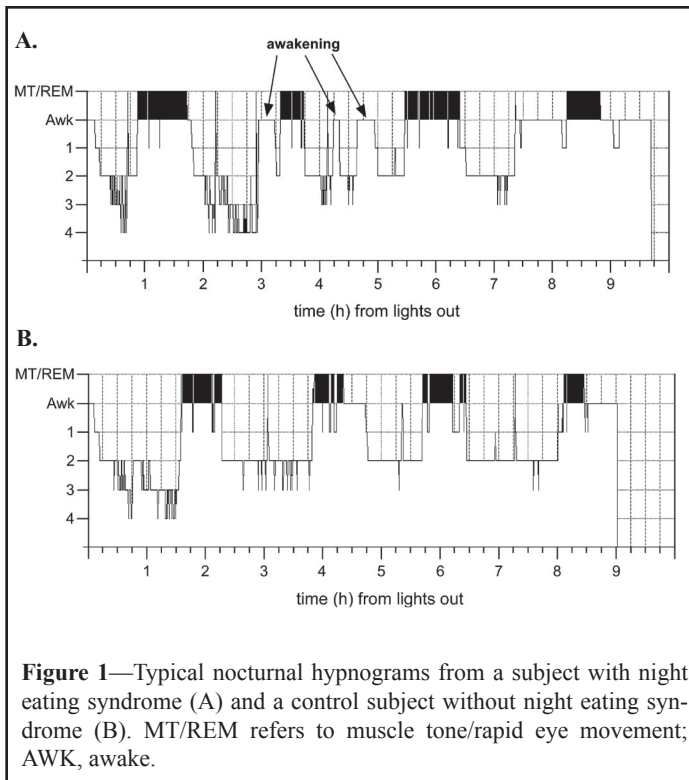 A.
awakening
MT/REM
Awk
1
2
3
4
1 2 3 4 5 6 7 8 9
time (h) from lights out
B.
MT/REM
Awk
1
2
3
4
1 2 3 4 5 6 7 8 9
time (h) from lights out
Figure 1—Typical nocturnal hypnograms from a subject with night
eating syndrome (A) and a control subject without night eating syn-
drome (B). MT/REM refers to muscle tone/rapid eye movement;
AWK, awake.